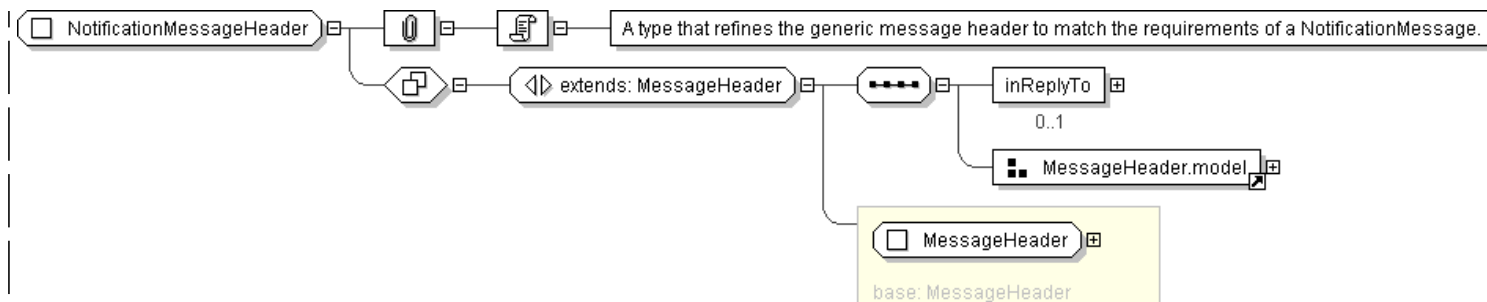 NotificationMessageHeader
A type that refines the generic message header to match the requirements of a NotificationMessage.
extends: MessageHeader
inReplyTo
0..1
MessageHeader.model
MessageHeader
base: MessageHeader